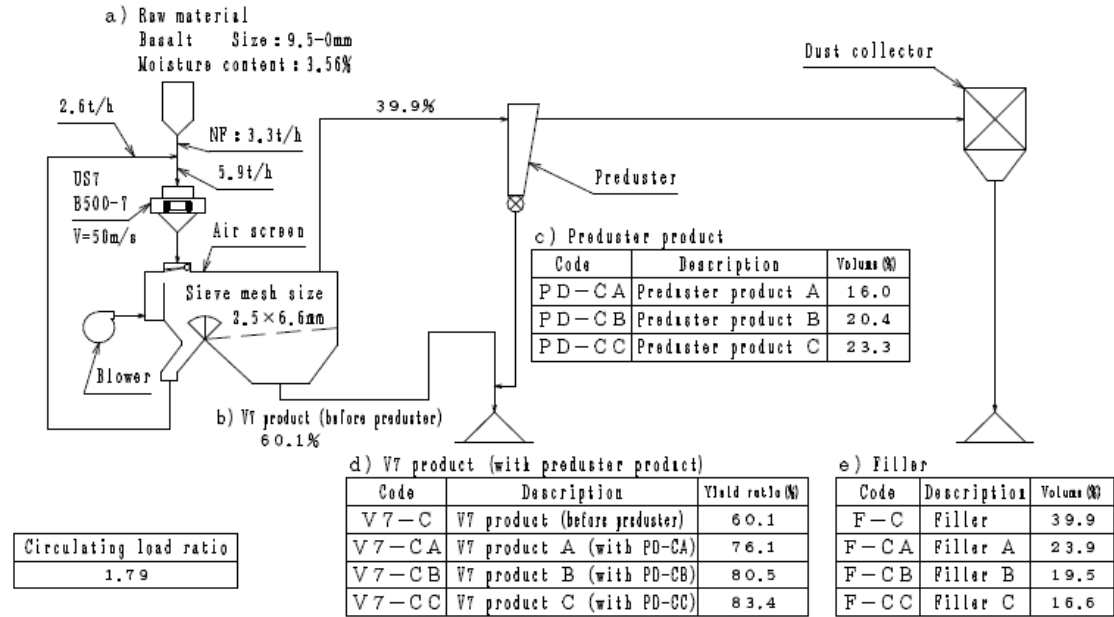 a) Raw material
Basalt Size:9.5-0mm
Moisture content:3.56%
2.6t/h
NF:3.3t/h
5.9t/h
US7
B500-7
V=50m/s
39.9%
Preduster
Dust collector
Air screen
Sieve mesh size
2.5×6.6mm
Blower
b) V7 product (before preduster)
60.1%
c) Preduster product
Code Description Volume(%)
PD-CA Preduster product A 16.0
PD-CB Preduster product B 20.4
PD-CC Preduster product C 23.3
d) V7 product (with preduster product)
Code Description Yield ratio(%)
V7-C V7 product (before preduster) 60.1
V7-CA V7 product A (with PD-CA) 76.1
V7-CB V7 product B (with PD-CB) 80.5
V7-CC V7 product C (with PD-CC) 83.4
e) Filler
Code Description Volume(%)
F-C Filler 39.9
F-CA Filler A 23.9
F-CB Filler B 19.5
F-CC Filler C 16.6
Circulating load ratio
1.79